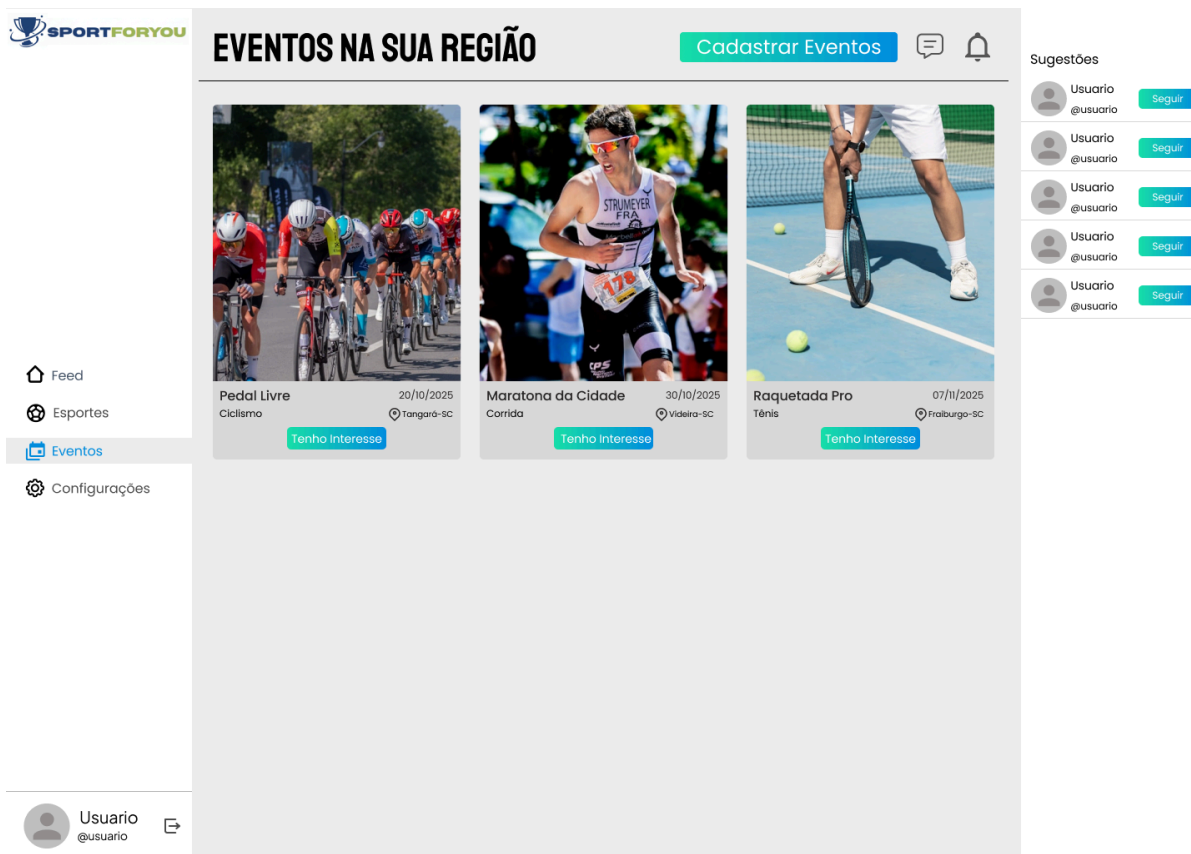 SPORTFORYOU
Feed
Esportes
Eventos
Configurações
Usuario
@usuario
EVENTOS NA SUA REGIÃO
Cadastrar Eventos
STRUMEYER
FRA
178
Pedal Livre
20/10/2025
Ciclismo
Tangará-SC
Tenho Interesse
Maratona da Cidade
30/10/2025
Corrida
Videira-SC
Tenho Interesse
Raquetada Pro
07/11/2025
Tênis
Fraiburgo-SC
Tenho Interesse
Sugestões
Usuario
@usuario
Seguir
Usuario
@usuario
Seguir
Usuario
@usuario
Seguir
Usuario
@usuario
Seguir
Usuario
@usuario
Seguir